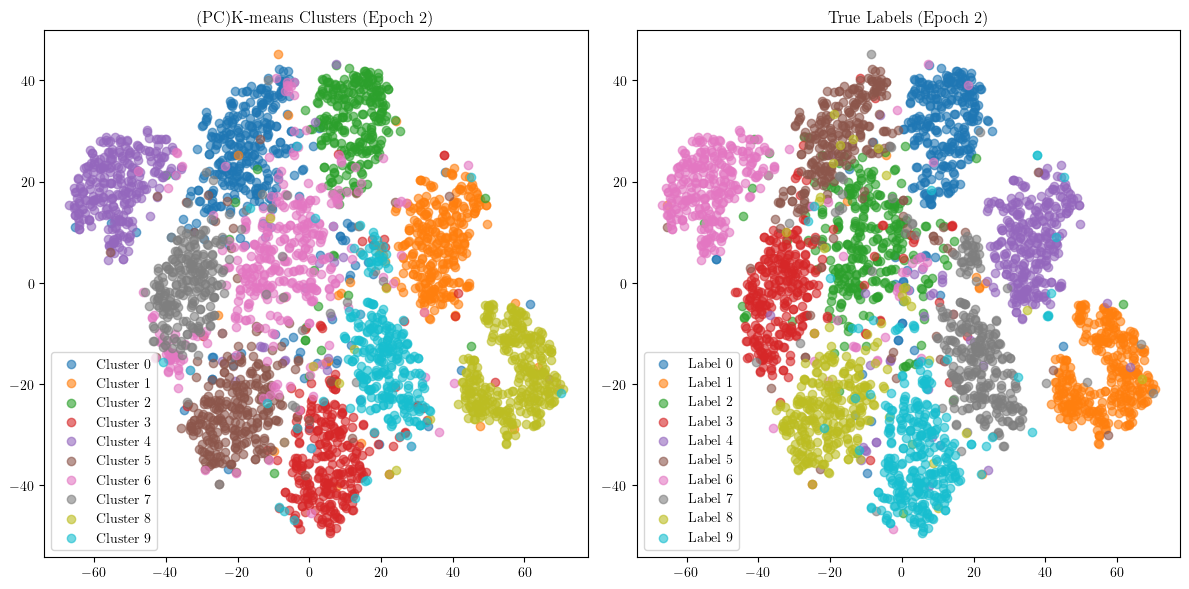 (PC)K-means Clusters (Epoch 2)
40
20
0
−20
−40
Cluster 0
Cluster 1
Cluster 2
Cluster 3
Cluster 4
Cluster 5
Cluster 6
Cluster 7
Cluster 8
Cluster 9
−60 −40 −20 0 20 40 60
True Labels (Epoch 2)
40
20
0
−20
−40
Label 0
Label 1
Label 2
Label 3
Label 4
Label 5
Label 6
Label 7
Label 8
Label 9
−60 −40 −20 0 20 40 60